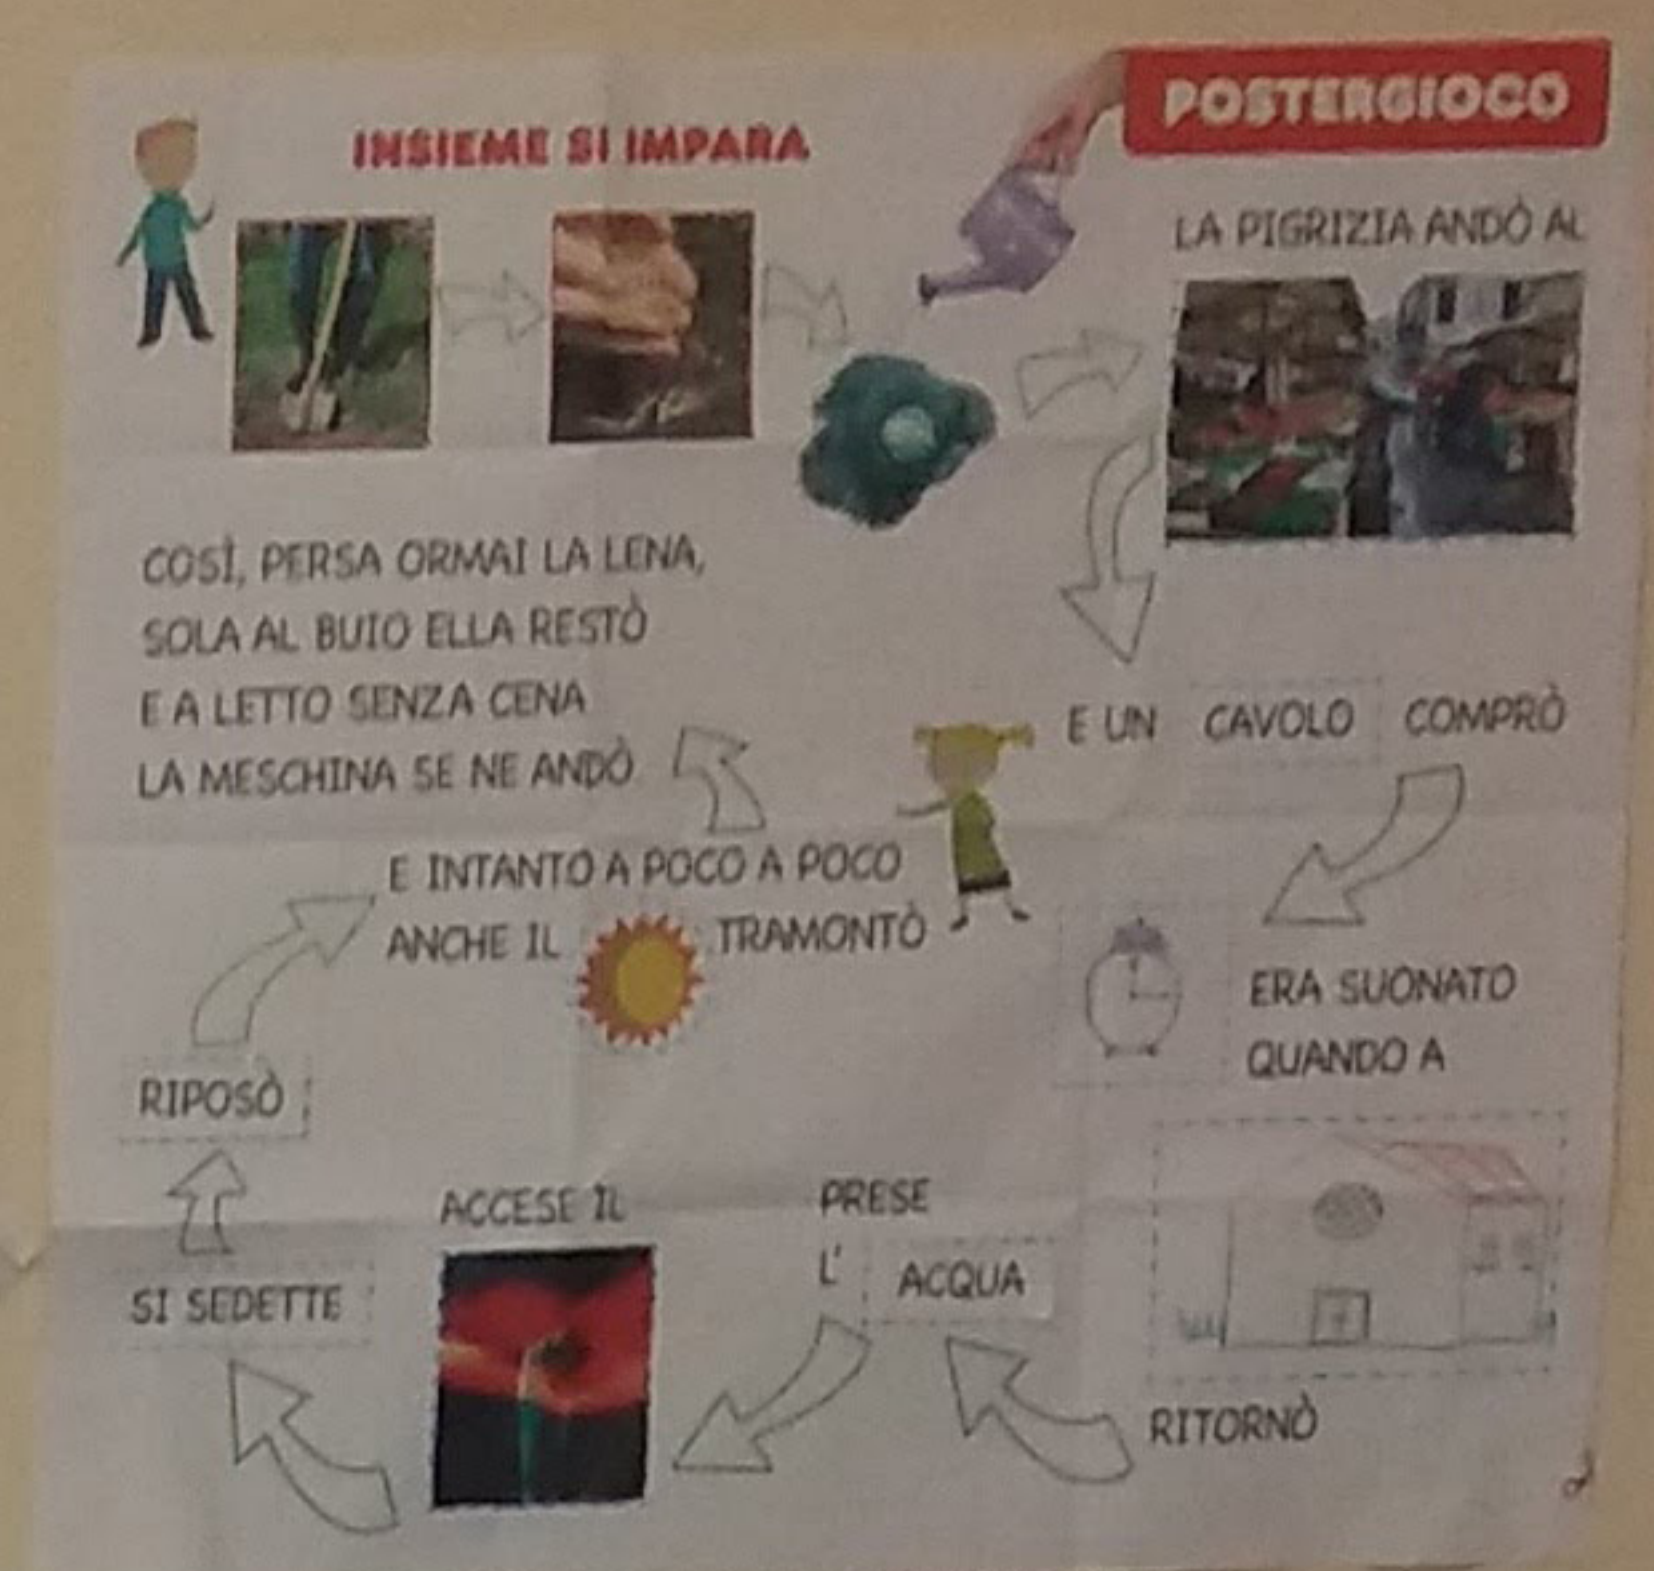 POSTERGIOCO
INSIEME SI IMPARA
LA PIGRIZIA ANDÒ AL
E UN CAVOLO COMPRÒ
ERA SUONATO
QUANDO A
RITORNÒ
PRESE
L' ACQUA
ACCESE IL
SI SEDETTE
RIPOSÒ
E INTANTO A POCO A POCO
ANCHE IL TRAMONTÒ
COSÌ, PERSA ORMAI LA LENA,
SOLA AL BUIO ELLA RESTÒ
E A LETTO SENZA CENA
LA MESCHINA SE NE ANDÒ